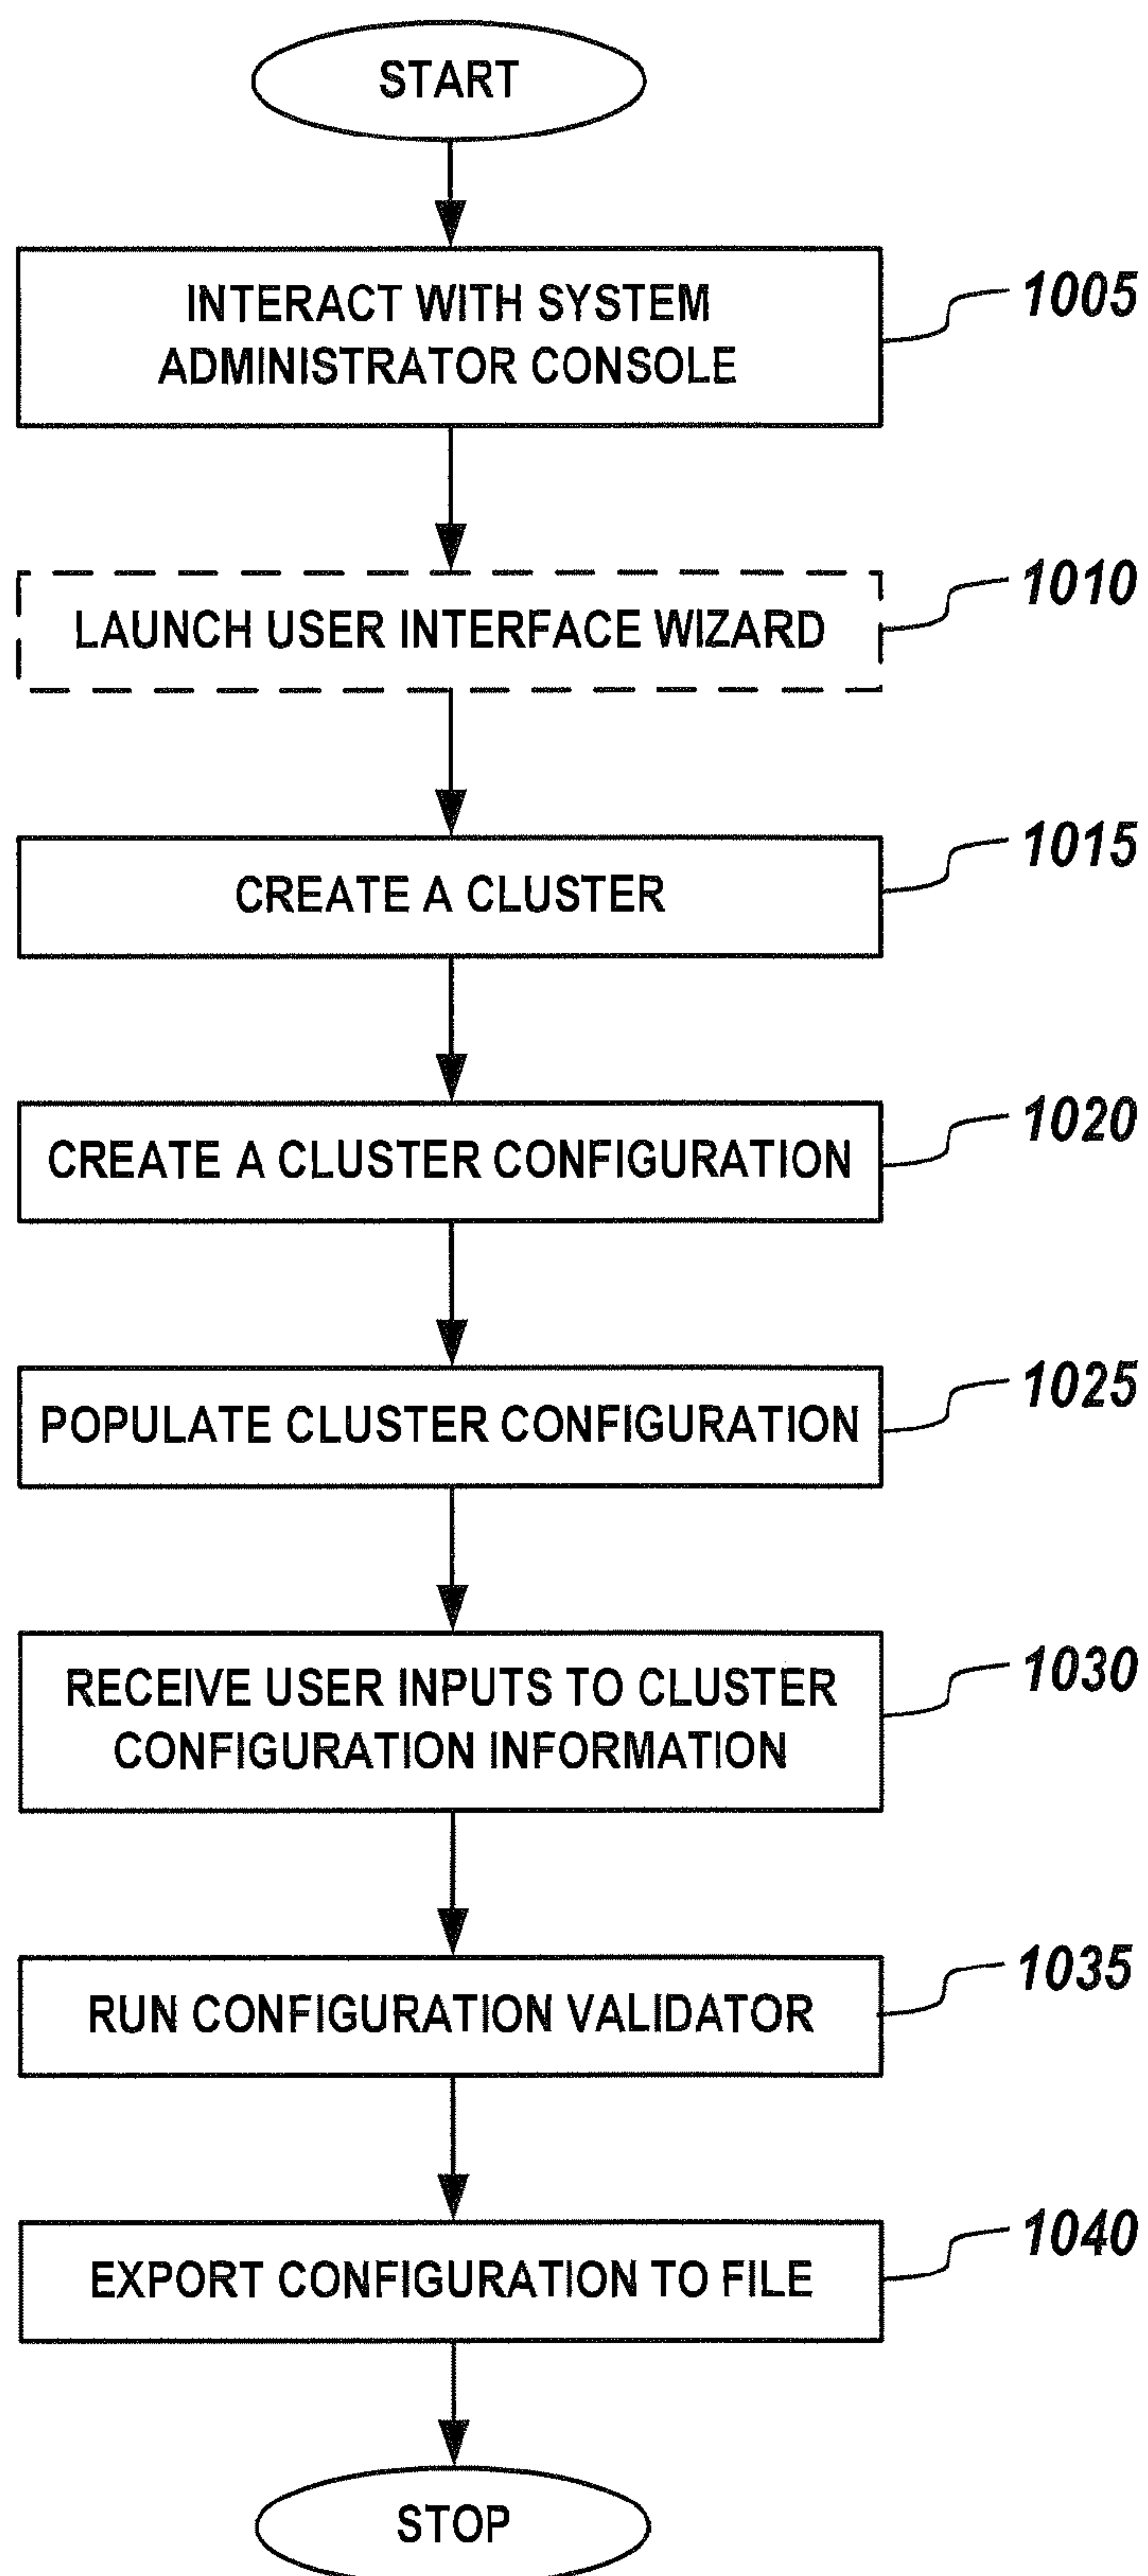 START
INTERACT WITH SYSTEM
ADMINISTRATOR CONSOLE
1005
LAUNCH USER INTERFACE WIZARD
1010
CREATE A CLUSTER
1015
CREATE A CLUSTER CONFIGURATION
1020
POPULATE CLUSTER CONFIGURATION
1025
RECEIVE USER INPUTS TO CLUSTER
CONFIGURATION INFORMATION
1030
RUN CONFIGURATION VALIDATOR
1035
EXPORT CONFIGURATION TO FILE
1040
STOP